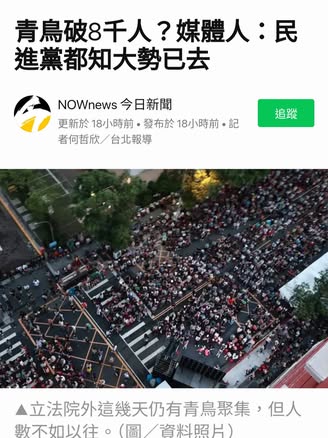 青鳥破8千人？媒體人：民
進黨都知大勢已去
NOWnews 今日新聞
更新於 18小時前 • 發布於 18小時前 • 記
者何哲欣／台北報導
追蹤
▲立法院外這幾天仍有青鳥聚集，但人
數不如以往。（圖／資料照片）